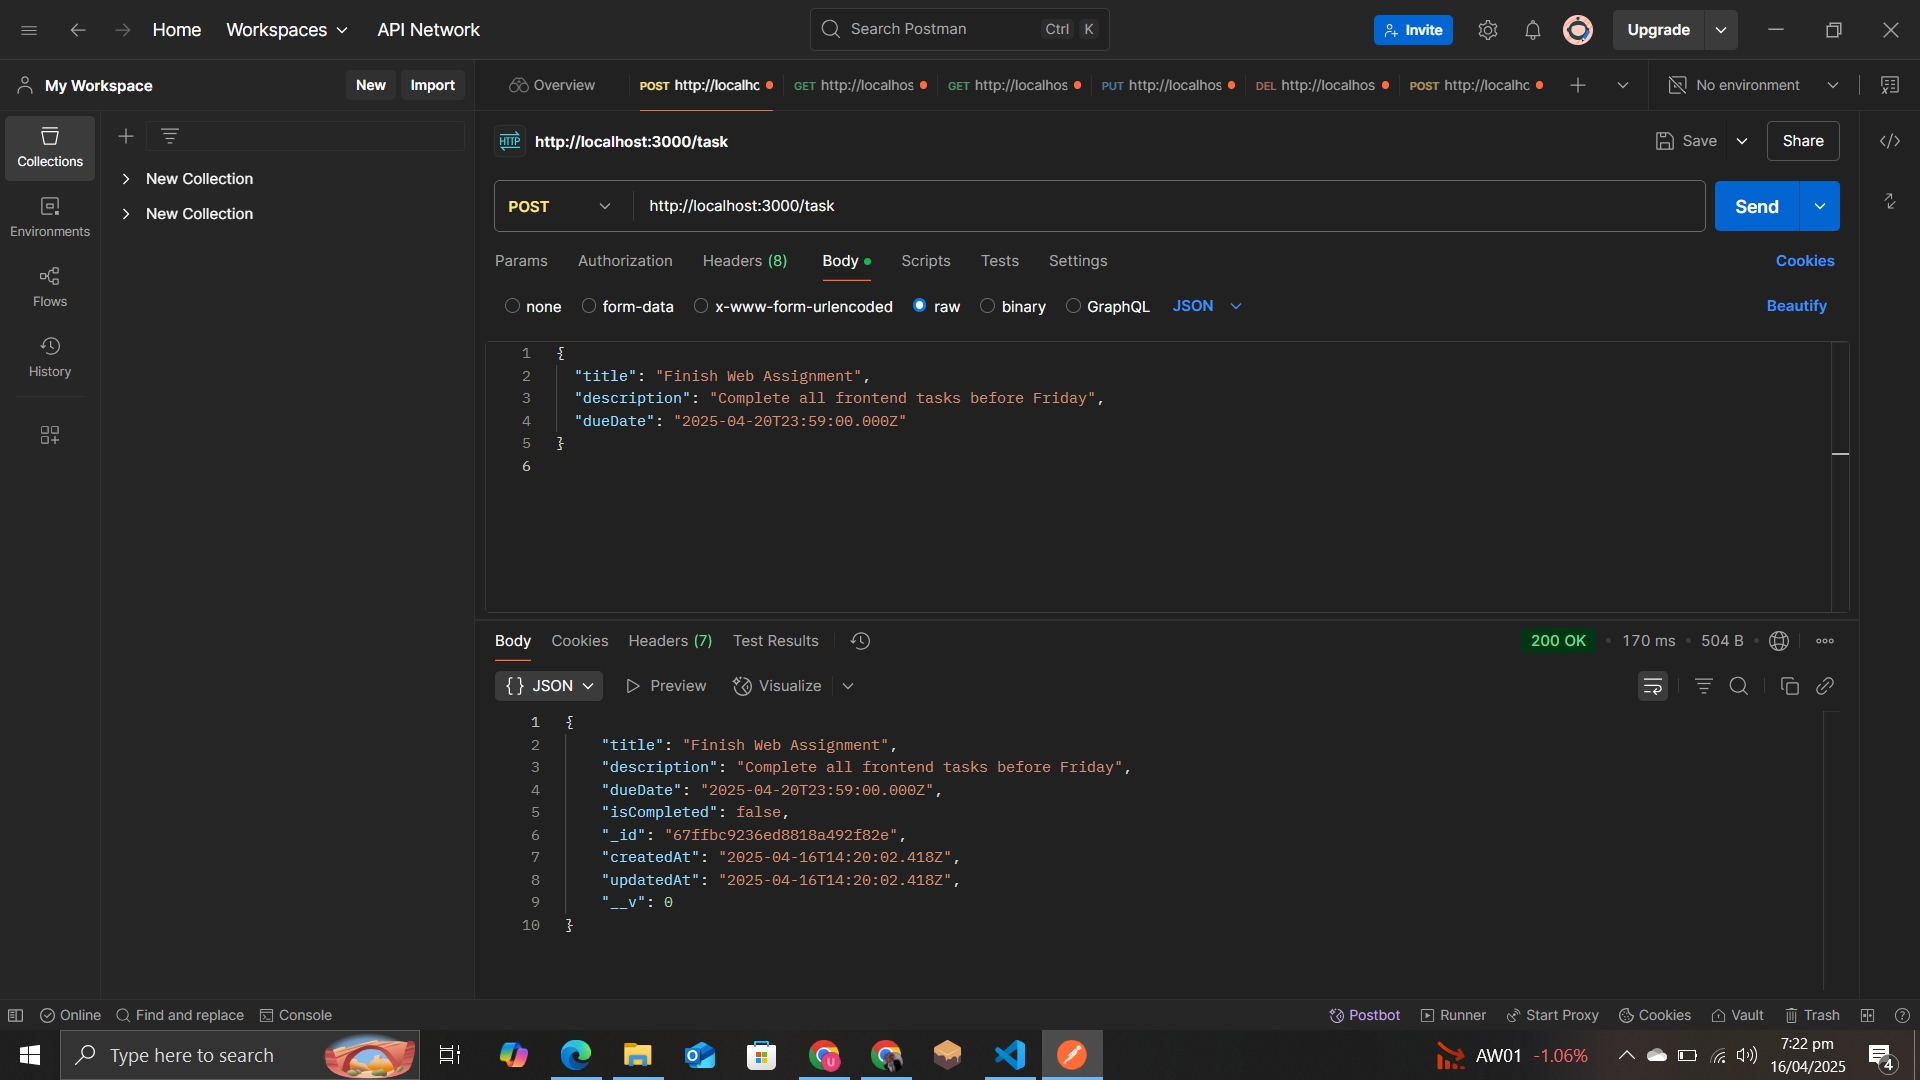 Home Workspaces API Network Search Postman Ctrl K Invite Upgrade
My Workspace New Import Overview POST http://localhc GET http://localhos GET http://localhos PUT http://localhos DEL http://localhos POST http://localhc No environment
Collections
Environments
Flows
History
New Collection
New Collection
HTTP http://localhost:3000/task Save Share
POST http://localhost:3000/task Send
Params Authorization Headers (8) Body Scripts Tests Settings Cookies
none form-data x-www-form-urlencoded raw binary GraphQL JSON Beautify
1 {
2 "title": "Finish Web Assignment",
3 "description": "Complete all frontend tasks before Friday",
4 "dueDate": "2025-04-20T23:59:00.000Z"
5 }
6
Body Cookies Headers (7) Test Results 200 OK 170 ms 504 B
{} JSON Preview Visualize
1 {
2 "title": "Finish Web Assignment",
3 "description": "Complete all frontend tasks before Friday",
4 "dueDate": "2025-04-20T23:59:00.000Z",
5 "isCompleted": false,
6 "_id": "67ffbc9236ed8818a492f82e",
7 "createdAt": "2025-04-16T14:20:02.418Z",
8 "updatedAt": "2025-04-16T14:20:02.418Z",
9 "__v": 0
10 }
Online Find and replace Console Postbot Runner Start Proxy Cookies Vault Trash
Type here to search AW01 -1.06% 7:22 pm
16/04/2025
4